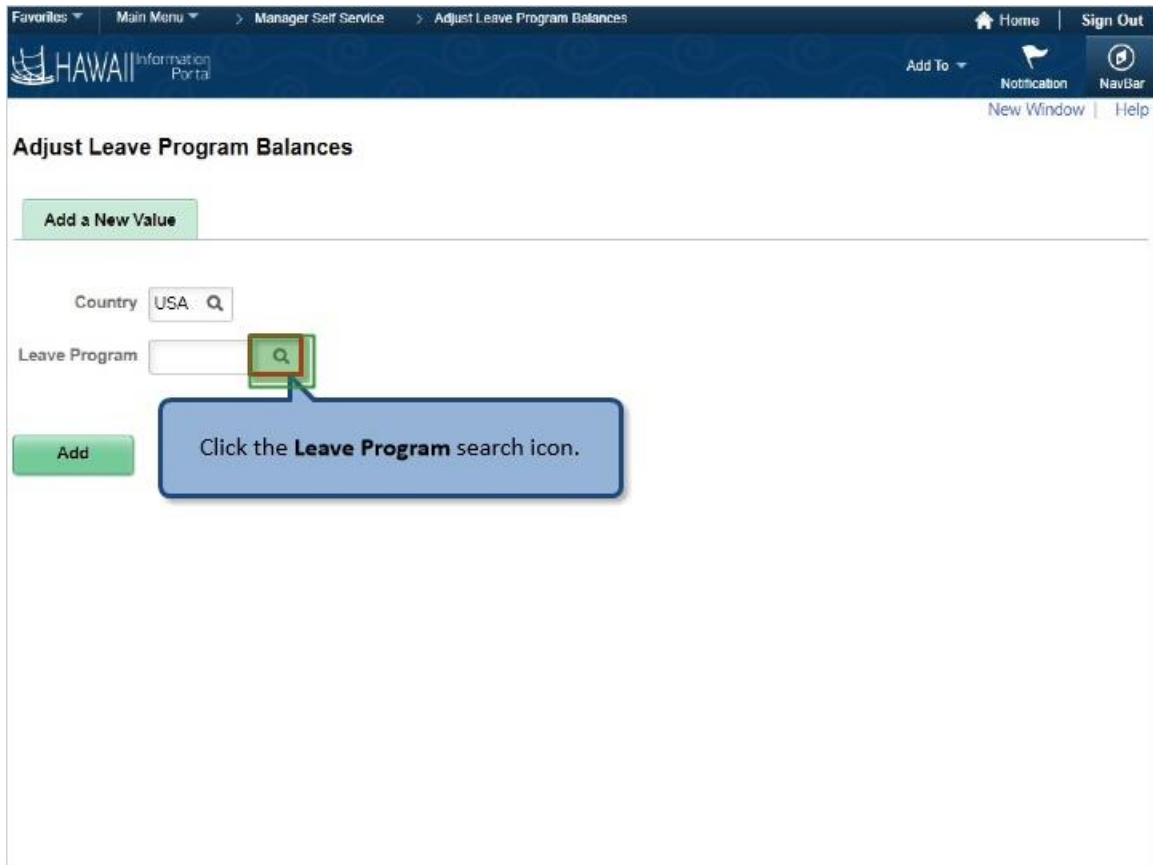 Favorites Main Menu > Manager Self Service > Adjust Leave Program Balances Home | Sign Out
HAWAII Information Portal Add To Notification NavBar
New Window | Help
Adjust Leave Program Balances
Add a New Value
Country USA
Leave Program
Click the Leave Program search icon.
Add